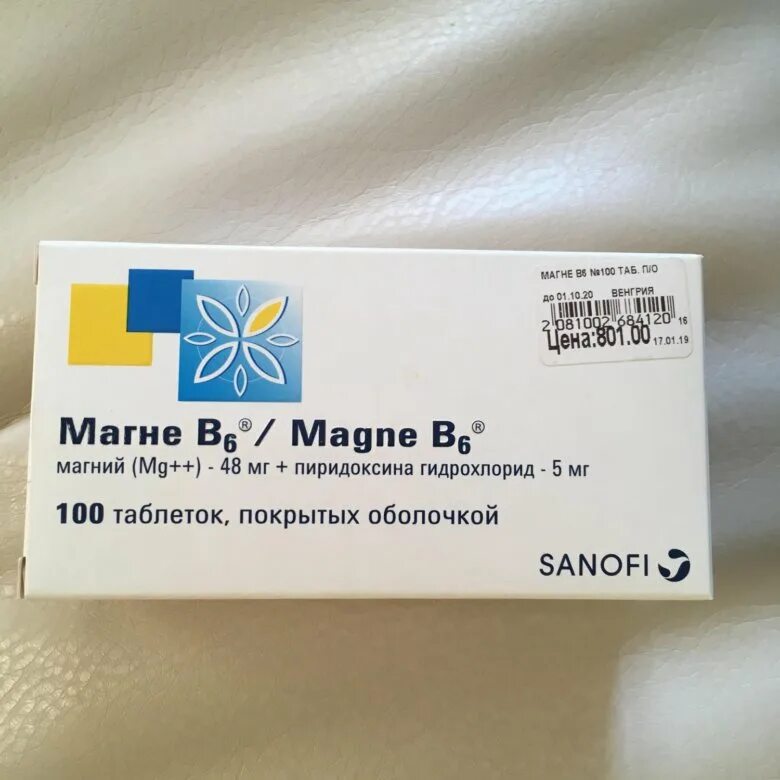 МАГНЕ В6 №100 ТАБ. П/О
до 01.10.20 ВЕНГРИЯ
2 081002 684120 16
Цена:801.00 17.01.19
Магне В6® / Magne B6®
магний (Mg++) - 48 мг + пиридоксина гидрохлорид - 5 мг
100 таблеток, покрытых оболочкой
SANOFI